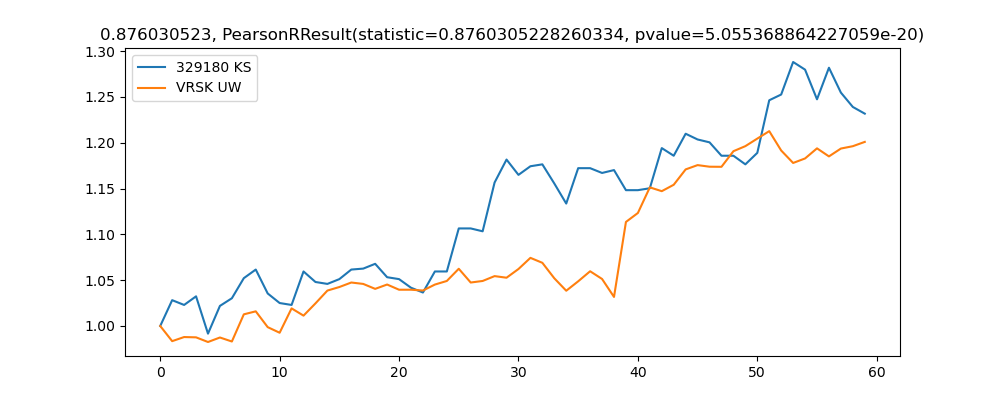 0.876030523, PearsonRResult(statistic=0.8760305228260334, pvalue=5.055368864227059e-20)
1.30
1.25
1.20
1.15
1.10
1.05
1.00
329180 KS
VRSK UW
0 10 20 30 40 50 60